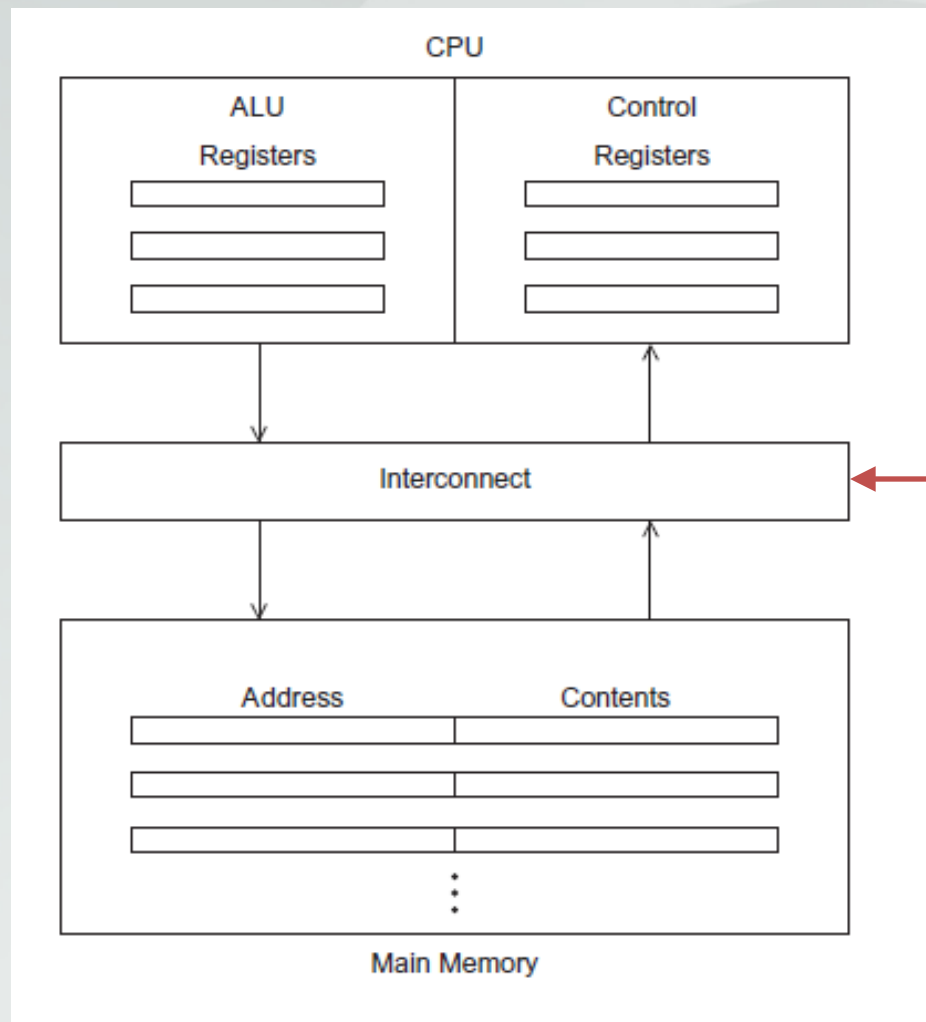 CPU
ALU Control
Registers Registers
Interconnect
Address Contents
Main Memory